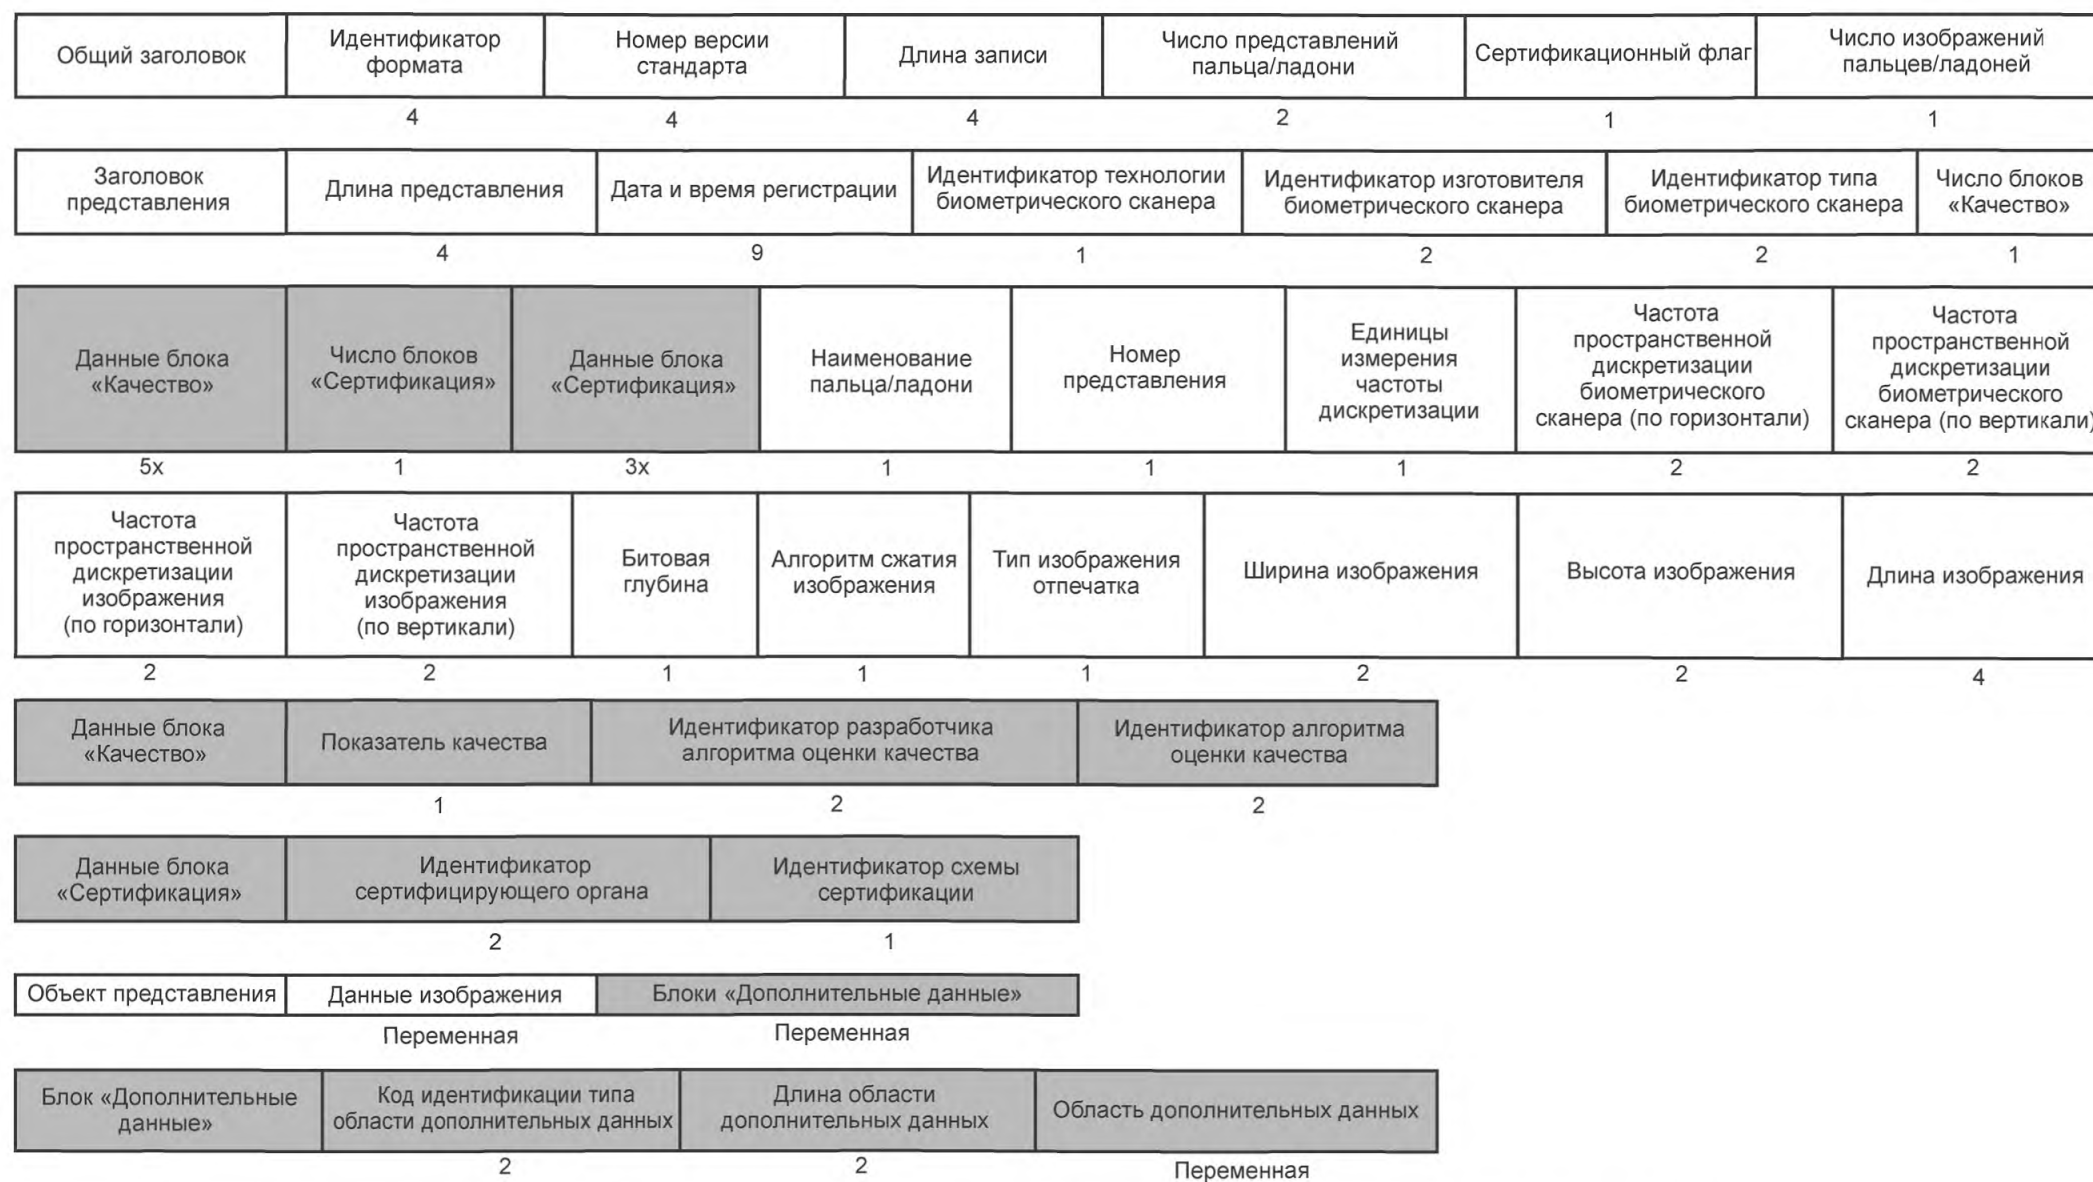 Общий заголовок
Идентификатор
формата
Номер версии
стандарта
Длина записи
Число представлений
пальца/ладони
Сертификационный флаг
Число изображений
пальцев/ладоней
4
4
4
2
1
1
Заголовок
представления
Длина представления
Дата и время регистрации
Идентификатор технологии
биометрического сканера
Идентификатор изготовителя
биометрического сканера
Идентификатор типа
биометрического сканера
Число блоков
«Качество»
4
9
1
2
2
1
Данные блока
«Качество»
Число блоков
«Сертификация»
Данные блока
«Сертификация»
Наименование
пальца/ладони
Номер
представления
Единицы
измерения
частоты
дискретизации
Частота
пространственной
дискретизации
биометрического
сканера (по горизонтали)
Частота
пространственной
дискретизации
биометрического
сканера (по вертикали)
5x
1
3x
1
1
1
2
2
Частота
пространственной
дискретизации
изображения
(по горизонтали)
Частота
пространственной
дискретизации
изображения
(по вертикали)
Битовая
глубина
Алгоритм сжатия
изображения
Тип изображения
отпечатка
Ширина изображения
Высота изображения
Длина изображения
2
2
1
1
1
2
2
4
Данные блока
«Качество»
Показатель качества
Идентификатор разработчика
алгоритма оценки качества
Идентификатор алгоритма
оценки качества
1
2
2
Данные блока
«Сертификация»
Идентификатор
сертифицирующего органа
Идентификатор схемы
сертификации
2
1
Объект представления
Данные изображения
Блоки «Дополнительные данные»
Переменная
Переменная
Блок «Дополнительные
данные»
Код идентификации типа
области дополнительных данных
Длина области
дополнительных данных
Область дополнительных данных
2
2
Переменная